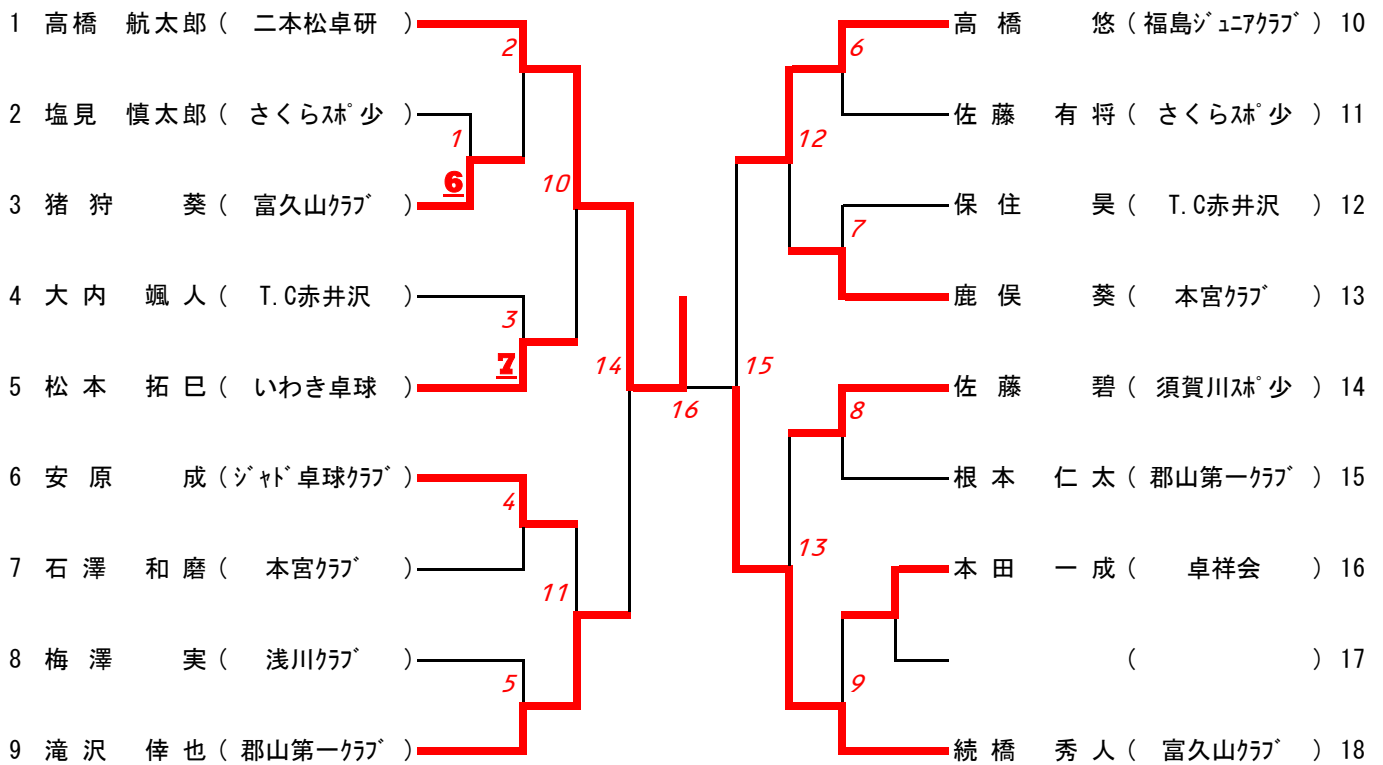 1 高橋 航太郎 ( 二本松卓研 )
2 塩見 慎太郎 ( さくらｽﾎﾟ少 )
3 猪狩 葵 ( 富久山ｸﾗﾌﾞ )
4 大内 颯人 ( T.C赤井沢 )
5 松本 拓巳 ( いわき卓球 )
6 安原 成 (ｼﾞｬﾄﾞ卓球ｸﾗﾌﾞ )
7 石澤 和磨 ( 本宮ｸﾗﾌﾞ )
8 梅澤 実 ( 浅川ｸﾗﾌﾞ )
9 滝沢 倖也 ( 郡山第一ｸﾗﾌﾞ )
2
1
6
10
3
7
14
4
11
5
16
15
6
12
7
8
13
9
高橋 悠 ( 福島ｼﾞｭﾆｱｸﾗﾌﾞ ) 10
佐藤 有将 ( さくらｽﾎﾟ少 ) 11
保住 昊 ( T.C赤井沢 ) 12
鹿俣 葵 ( 本宮ｸﾗﾌﾞ ) 13
佐藤 碧 ( 須賀川ｽﾎﾟ少 ) 14
根本 仁太 ( 郡山第一ｸﾗﾌﾞ ) 15
本田 一成 ( 卓祥会 ) 16
( ) 17
続橋 秀人 ( 富久山ｸﾗﾌﾞ ) 18